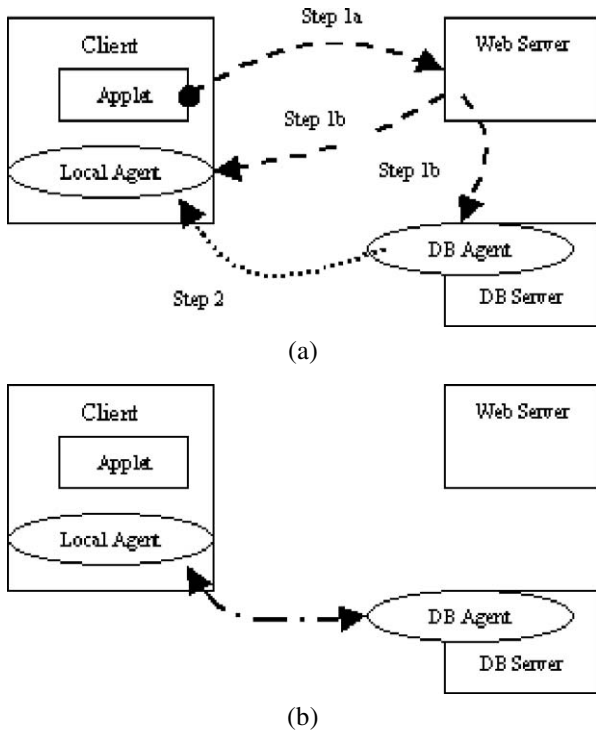 Step 1a
Client
Web Server
Applet
Step 1b
Step 1b
Local Agent
DB Agent
Step 2
DB Server
(a)
Client
Web Server
Applet
Local Agent
DB Agent
DB Server
(b)